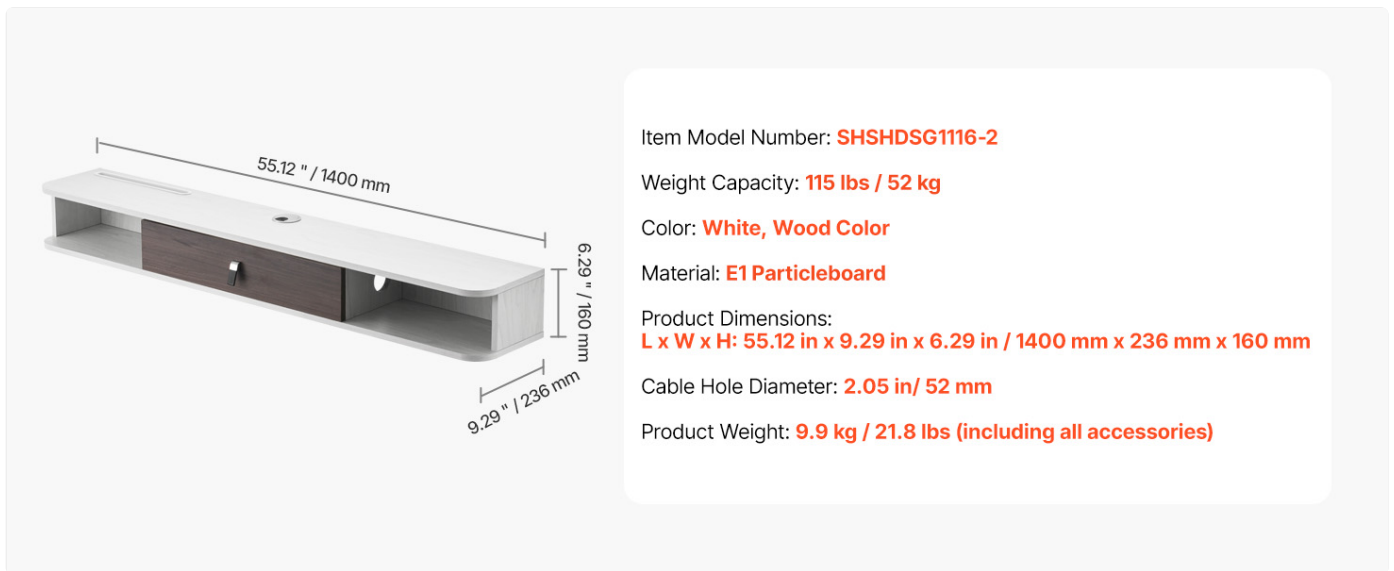 55.12 " / 1400 mm
6.29 " / 160 mm
9.29 " / 236 mm
Item Model Number: SHSHDSG1116-2
Weight Capacity: 115 lbs / 52 kg
Color: White, Wood Color
Material: E1 Particleboard
Product Dimensions:
L x W x H: 55.12 in x 9.29 in x 6.29 in / 1400 mm x 236 mm x 160 mm
Cable Hole Diameter: 2.05 in/ 52 mm
Product Weight: 9.9 kg / 21.8 lbs (including all accessories)